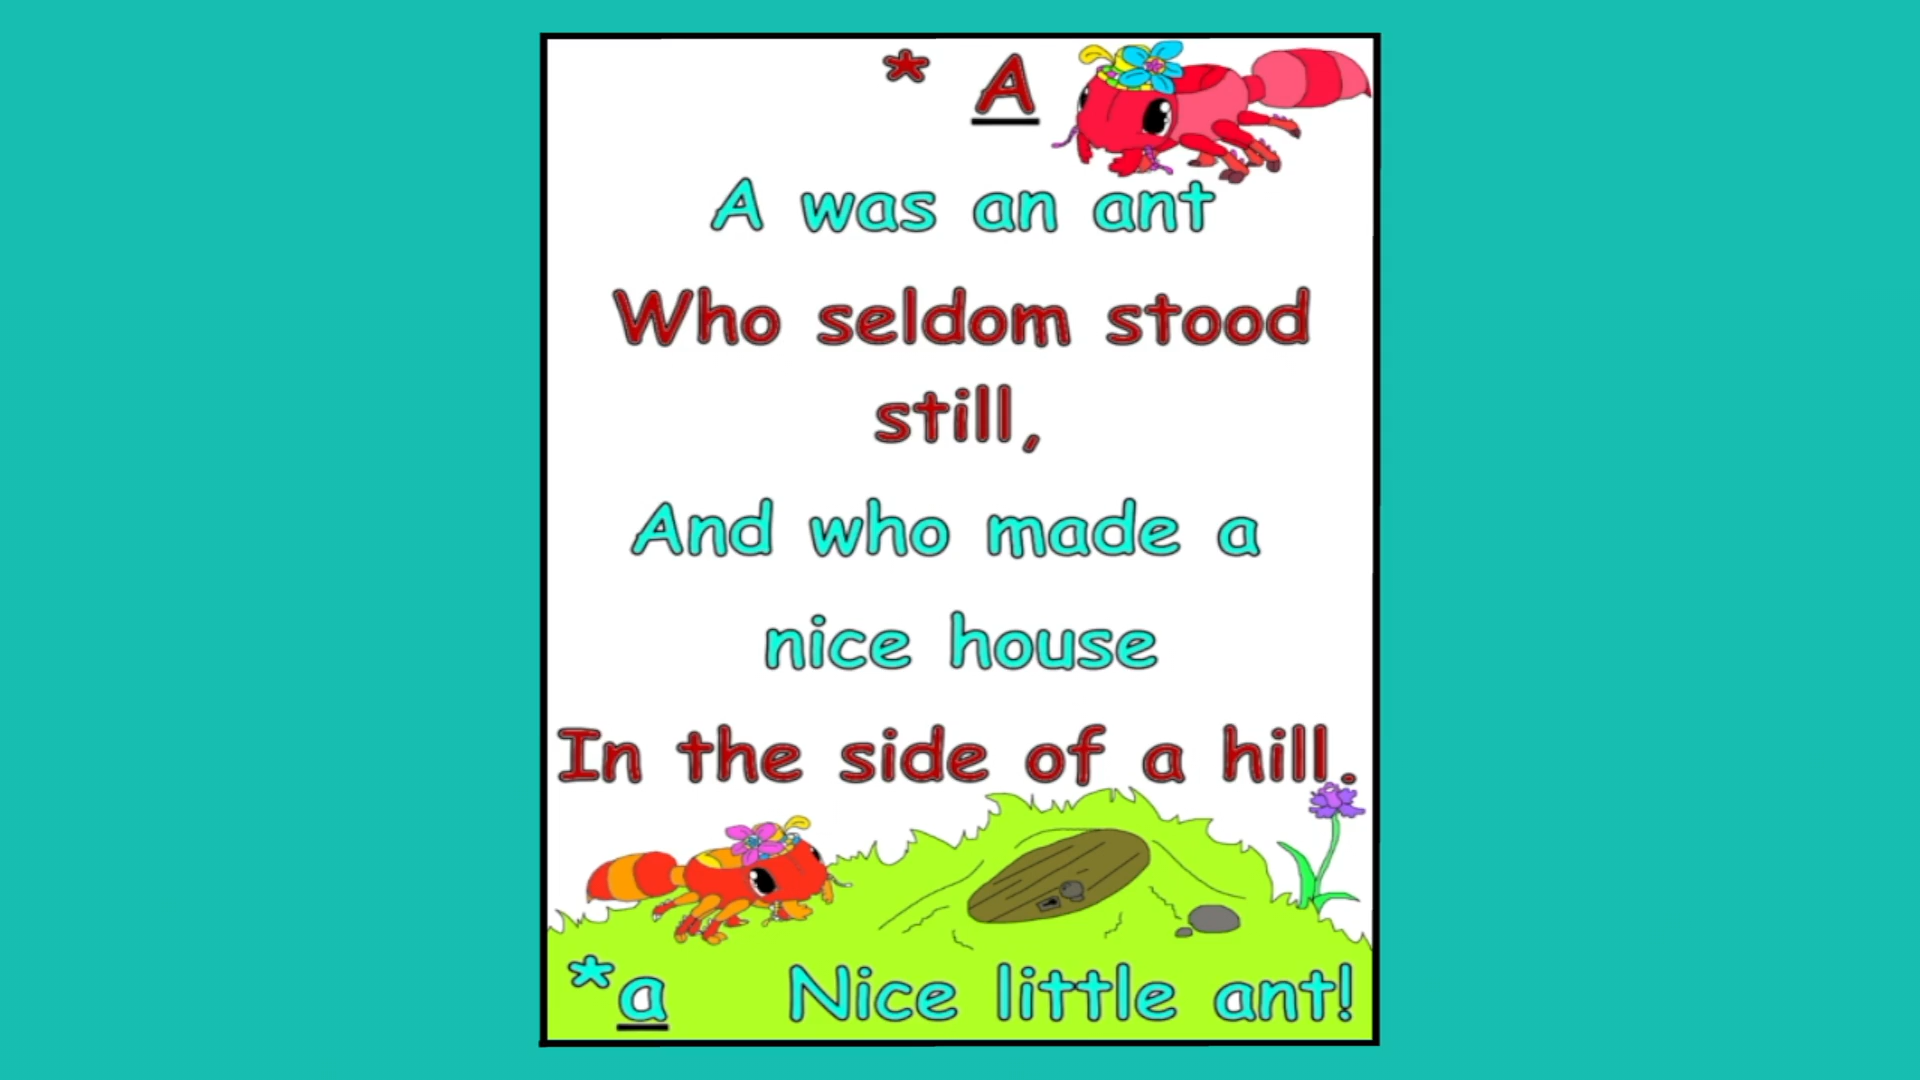 * A
A was an ant
Who seldom stood
still,
And who made a
nice house
In the side of a hill.
*a Nice little ant!